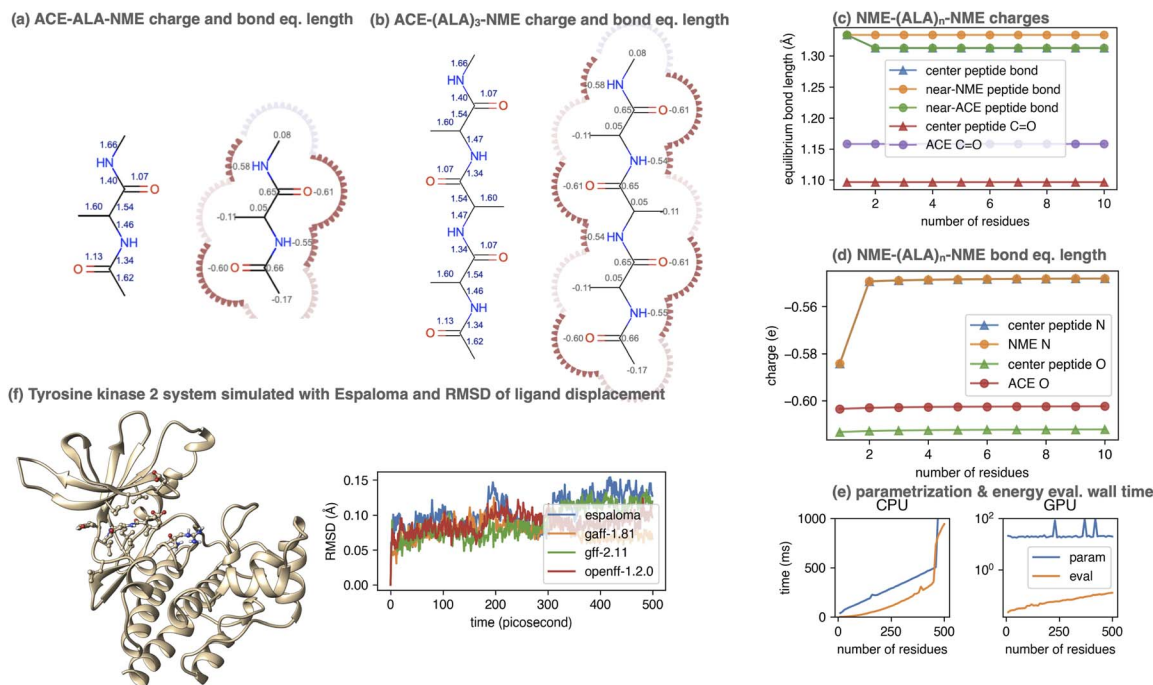 (a) ACE-ALA-NME charge and bond eq. length
1.66
HN
1.07
1.40
O
1.60
1.54
1.46
NH
1.13
1.34
O
1.62
0.08
HN
-0.58
0.65
O
-0.61
0.05
-0.11
NH
-0.55
-0.60
O
0.66
-0.17
(b) ACE-(ALA)₃-NME charge and bond eq. length
1.66
HN
1.07
1.40
O
1.54
1.60
1.47
NH
1.07
1.34
O
1.54
1.60
1.47
HN
1.07
1.34
O
1.60
1.54
1.46
NH
1.13
1.34
O
1.62
0.08
HN
-0.58
0.65
O
-0.61
0.05
-0.11
NH
-0.54
-0.61
O
0.65
0.05
-0.11
HN
-0.54
0.65
O
-0.61
0.05
-0.11
NH
-0.55
-0.60
O
0.66
-0.17
(c) NME-(ALA)ₙ-NME charges
equilibrium bond length (Å)
1.30
1.25
1.20
1.15
1.10
center peptide bond
near-NME peptide bond
near-ACE peptide bond
center peptide C=O
ACE C=O
2 4 6 8 10
number of residues
(d) NME-(ALA)ₙ-NME bond eq. length
charge (e)
−0.56
−0.58
−0.60
center peptide N
NME N
center peptide O
ACE O
2 4 6 8 10
number of residues
(e) parametrization & energy eval. wall time
CPU
time (ms)
1000
500
0
0 500
number of residues
GPU
10²
10⁰
param
eval
0 500
number of residues
(f) Tyrosine kinase 2 system simulated with Espaloma and RMSD of ligand displacement
RMSD (Å)
0.15
0.10
0.05
0.00
espaloma
gaff-1.81
gff-2.11
openff-1.2.0
0 100 200 300 400 500
time (picosecond)